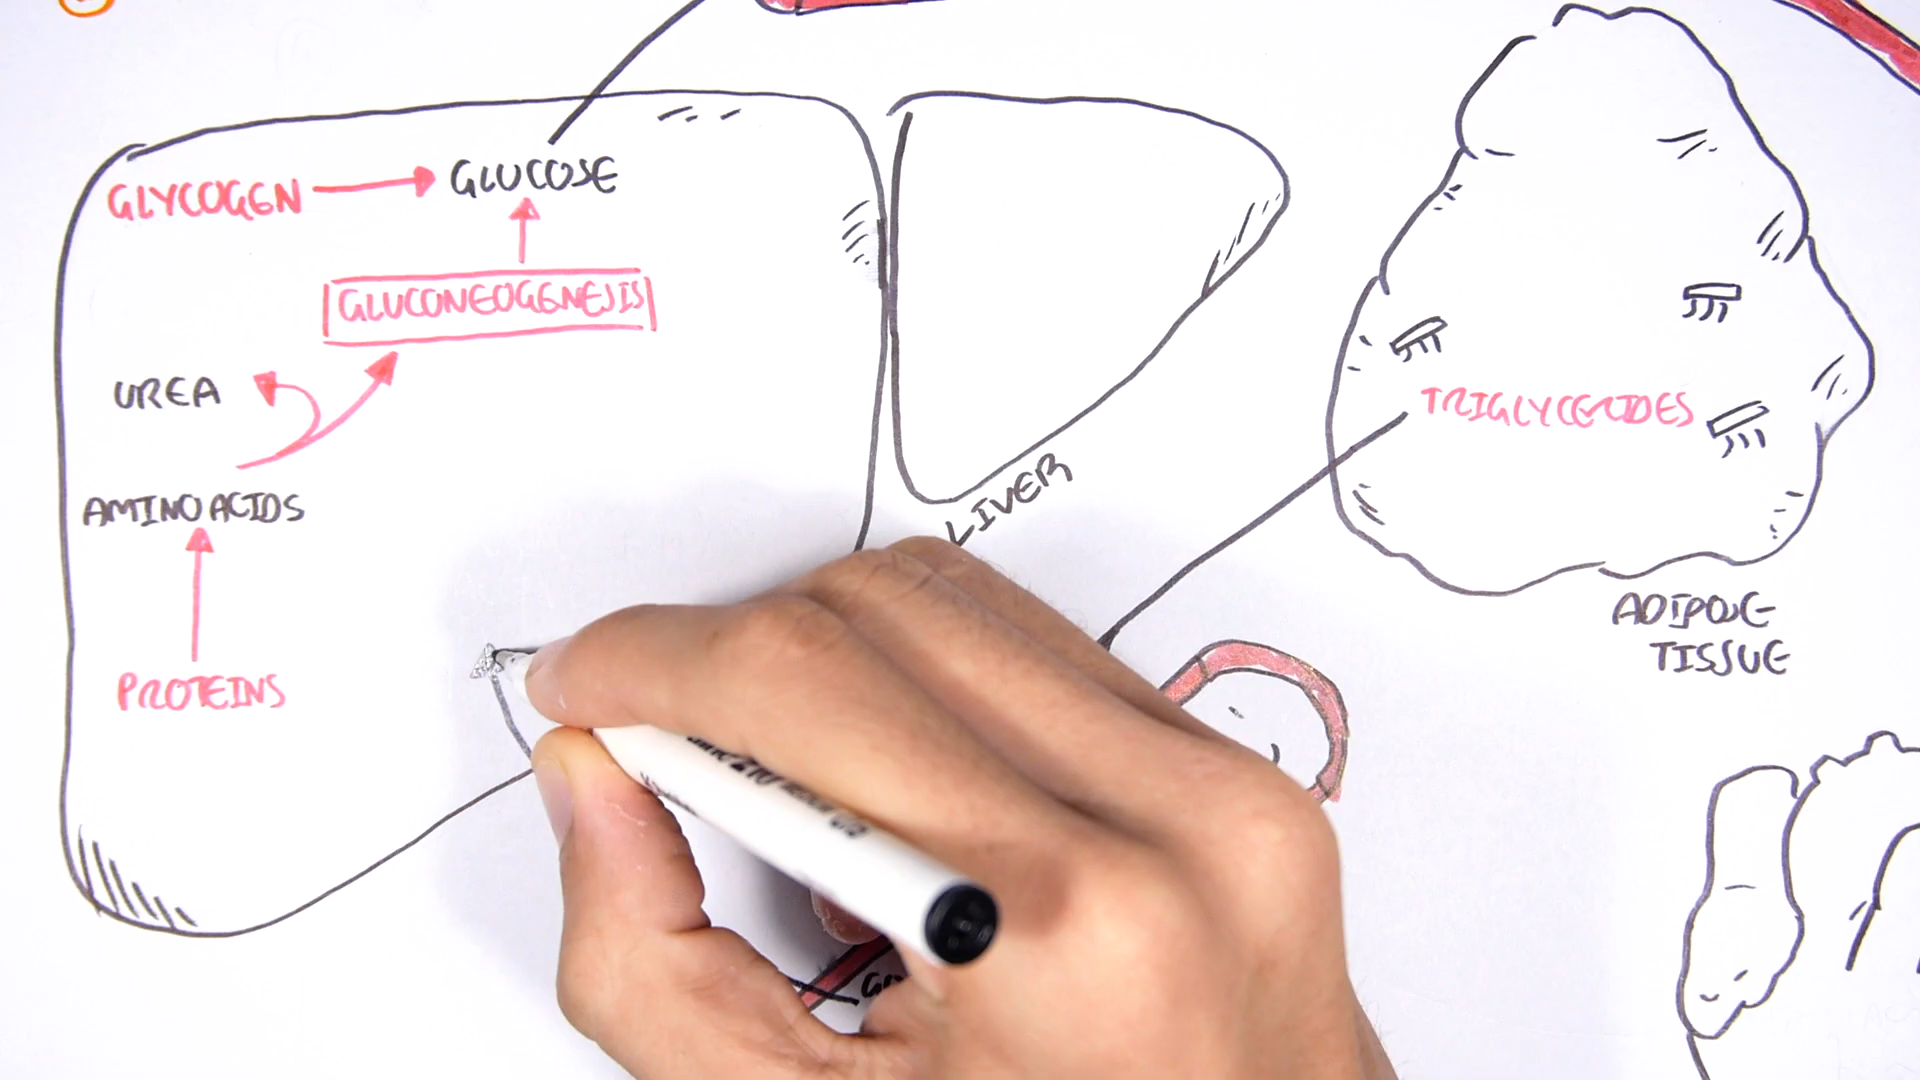 GLYCOGEN
GLUCOSE
GLUCONEOGENESIS
UREA
AMINO ACIDS
PROTEINS
LIVER
TRIGLYCERIDES
ADIPOSE
TISSUE